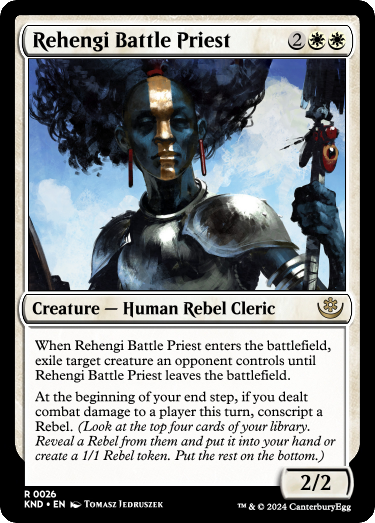 Rehengi Battle Priest 2
Creature — Human Rebel Cleric
When Rehengi Battle Priest enters the battlefield,
exile target creature an opponent controls until
Rehengi Battle Priest leaves the battlefield.
At the beginning of your end step, if you dealt
combat damage to a player this turn, conscript a
Rebel. (Look at the top four cards of your library.
Reveal a Rebel from them and put it into your hand or
create a 1/1 Rebel token. Put the rest on the bottom.)
2/2
R 0026
KND • EN Tomasz Jedruszek
™ & © 2024 CanterburyEgg